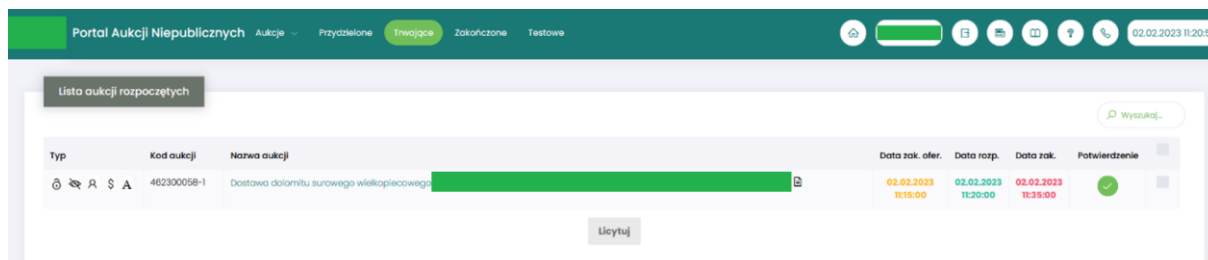 Portal Aukcji Niepublicznych Aukcje Przydzielone Trwające Zakończone Testowe 02.02.2023 11:20:5
Lista aukcji rozpoczętych
Wyszukaj...
Typ Kod aukcji Nazwa aukcji Data zak. ofer. Data rozp. Data zak. Potwierdzenie
462300058-1 Dostawa dolomitu surowego wielkopiecowego 02.02.2023 02.02.2023 02.02.2023
11:15:00 11:20:00 11:35:00
Licytuj